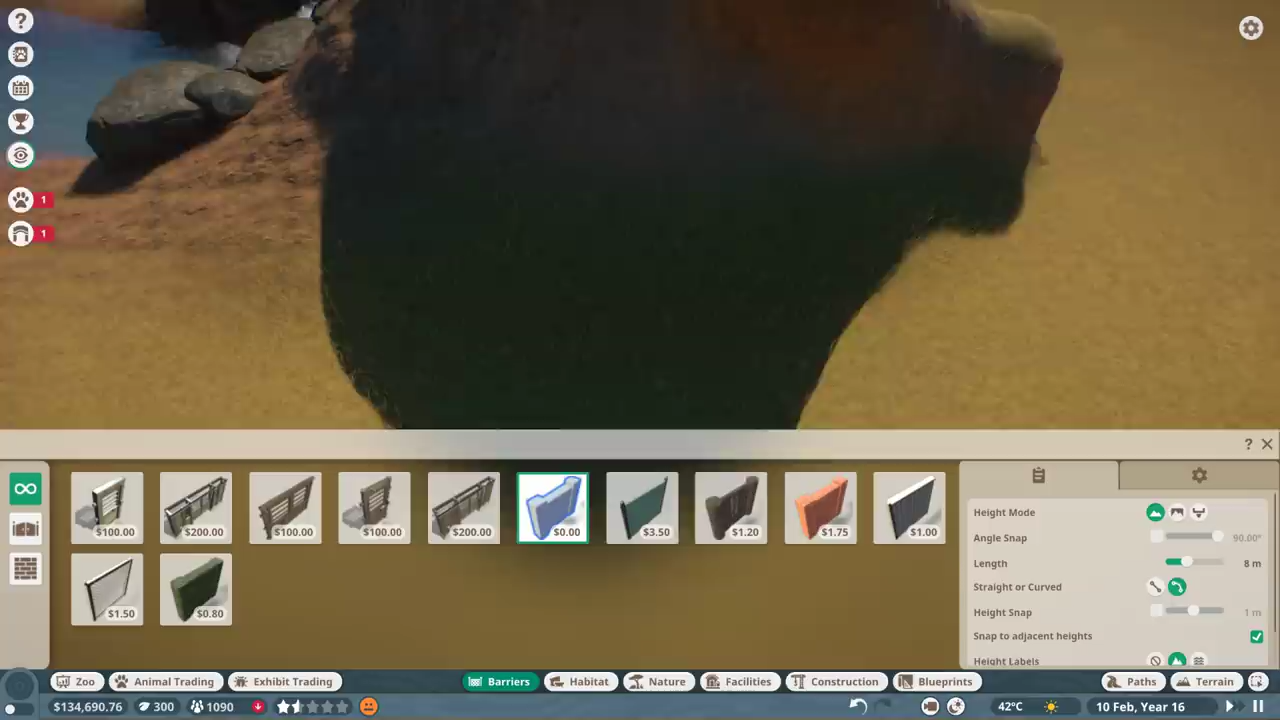 ?
1
1
? ×
$100.00 $200.00 $100.00 $100.00 $200.00 $0.00 $3.50 $1.20 $1.75 $1.00
$1.50 $0.80
Height Mode
Angle Snap 90.00°
Length 8 m
Straight or Curved
Height Snap 1 m
Snap to adjacent heights
Height Labels
Zoo Animal Trading Exhibit Trading Barriers Habitat Nature Facilities Construction Blueprints Paths Terrain
$134,690.76 300 1090 42°C 10 Feb, Year 16